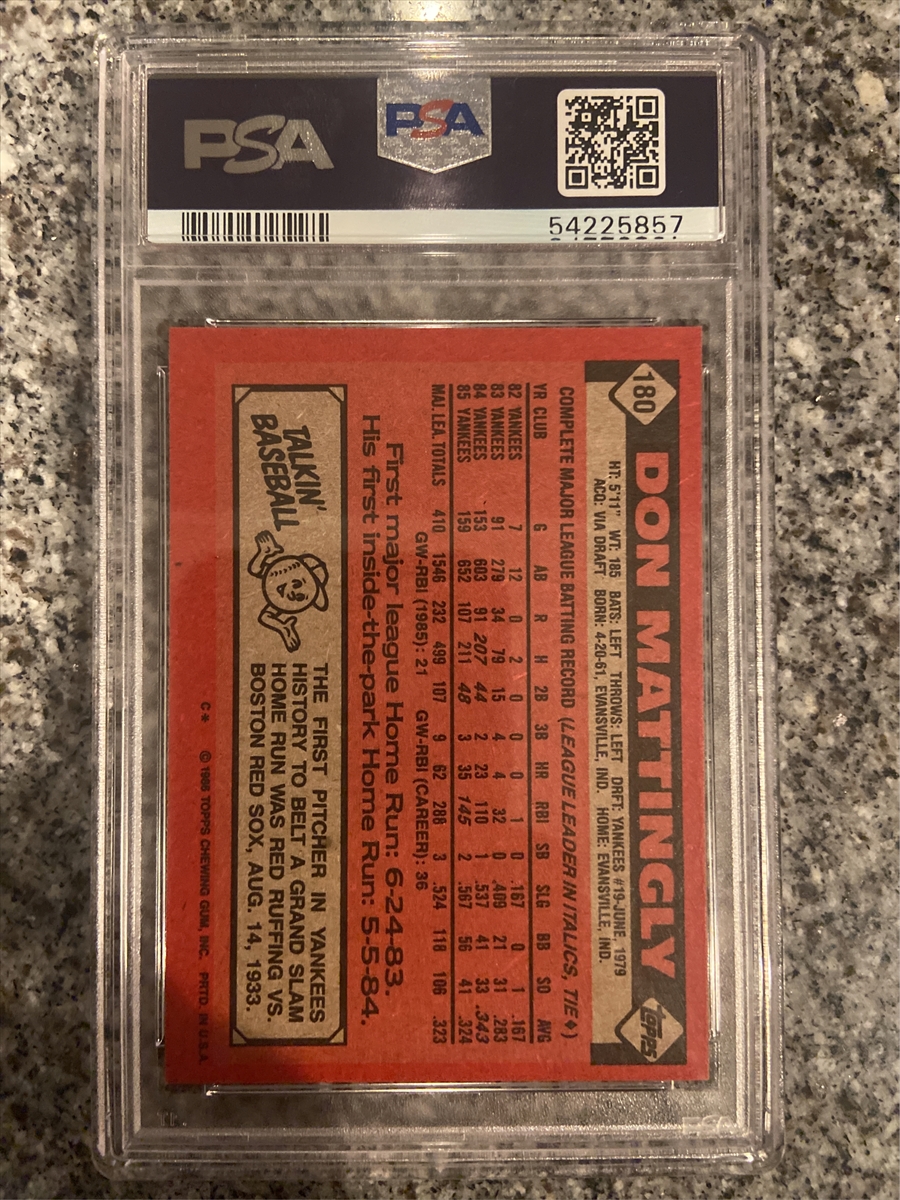 PSA
PSA
54225857
180
DON MATTINGLY
topps
HT: 5'11" WT: 185 BATS: LEFT THROWS: LEFT DRFT: YANKEES #19-JUNE 1979
ACQ: VIA DRAFT BORN: 4-20-61, EVANSVILLE, IND. HOME: EVANSVILLE, IND.
COMPLETE MAJOR LEAGUE BATTING RECORD (LEAGUE LEADER IN ITALICS, TIE♦)
YR CLUB G AB R H 2B 3B HR RBI SB SLG BB SO AVG
82 YANKEES 7 12 0 2 0 0 0 1 0 .167 0 1 .167
83 YANKEES 91 279 34 79 15 4 4 32 0 .409 21 31 .283
84 YANKEES 153 603 91 207 44 2 23 110 1 .537 41 33 .343
85 YANKEES 159 652 107 211 48 3 35 145 2 .567 56 41 .324
MAJ. LEA. TOTALS 410 1546 232 499 107 9 62 288 3 .524 118 106 .323
GW-RBI (1985): 21 GW-RBI (CAREER): 36
First major league Home Run: 6-24-83.
His first inside-the-park Home Run: 5-5-84.
TALKIN'
BASEBALL
THE FIRST PITCHER IN YANKEES
HISTORY TO BELT A GRAND SLAM
HOME RUN WAS RED RUFFING VS.
BOSTON RED SOX, AUG. 14, 1933.
C* © 1986 TOPPS CHEWING GUM, INC. PRTD. IN U.S.A.